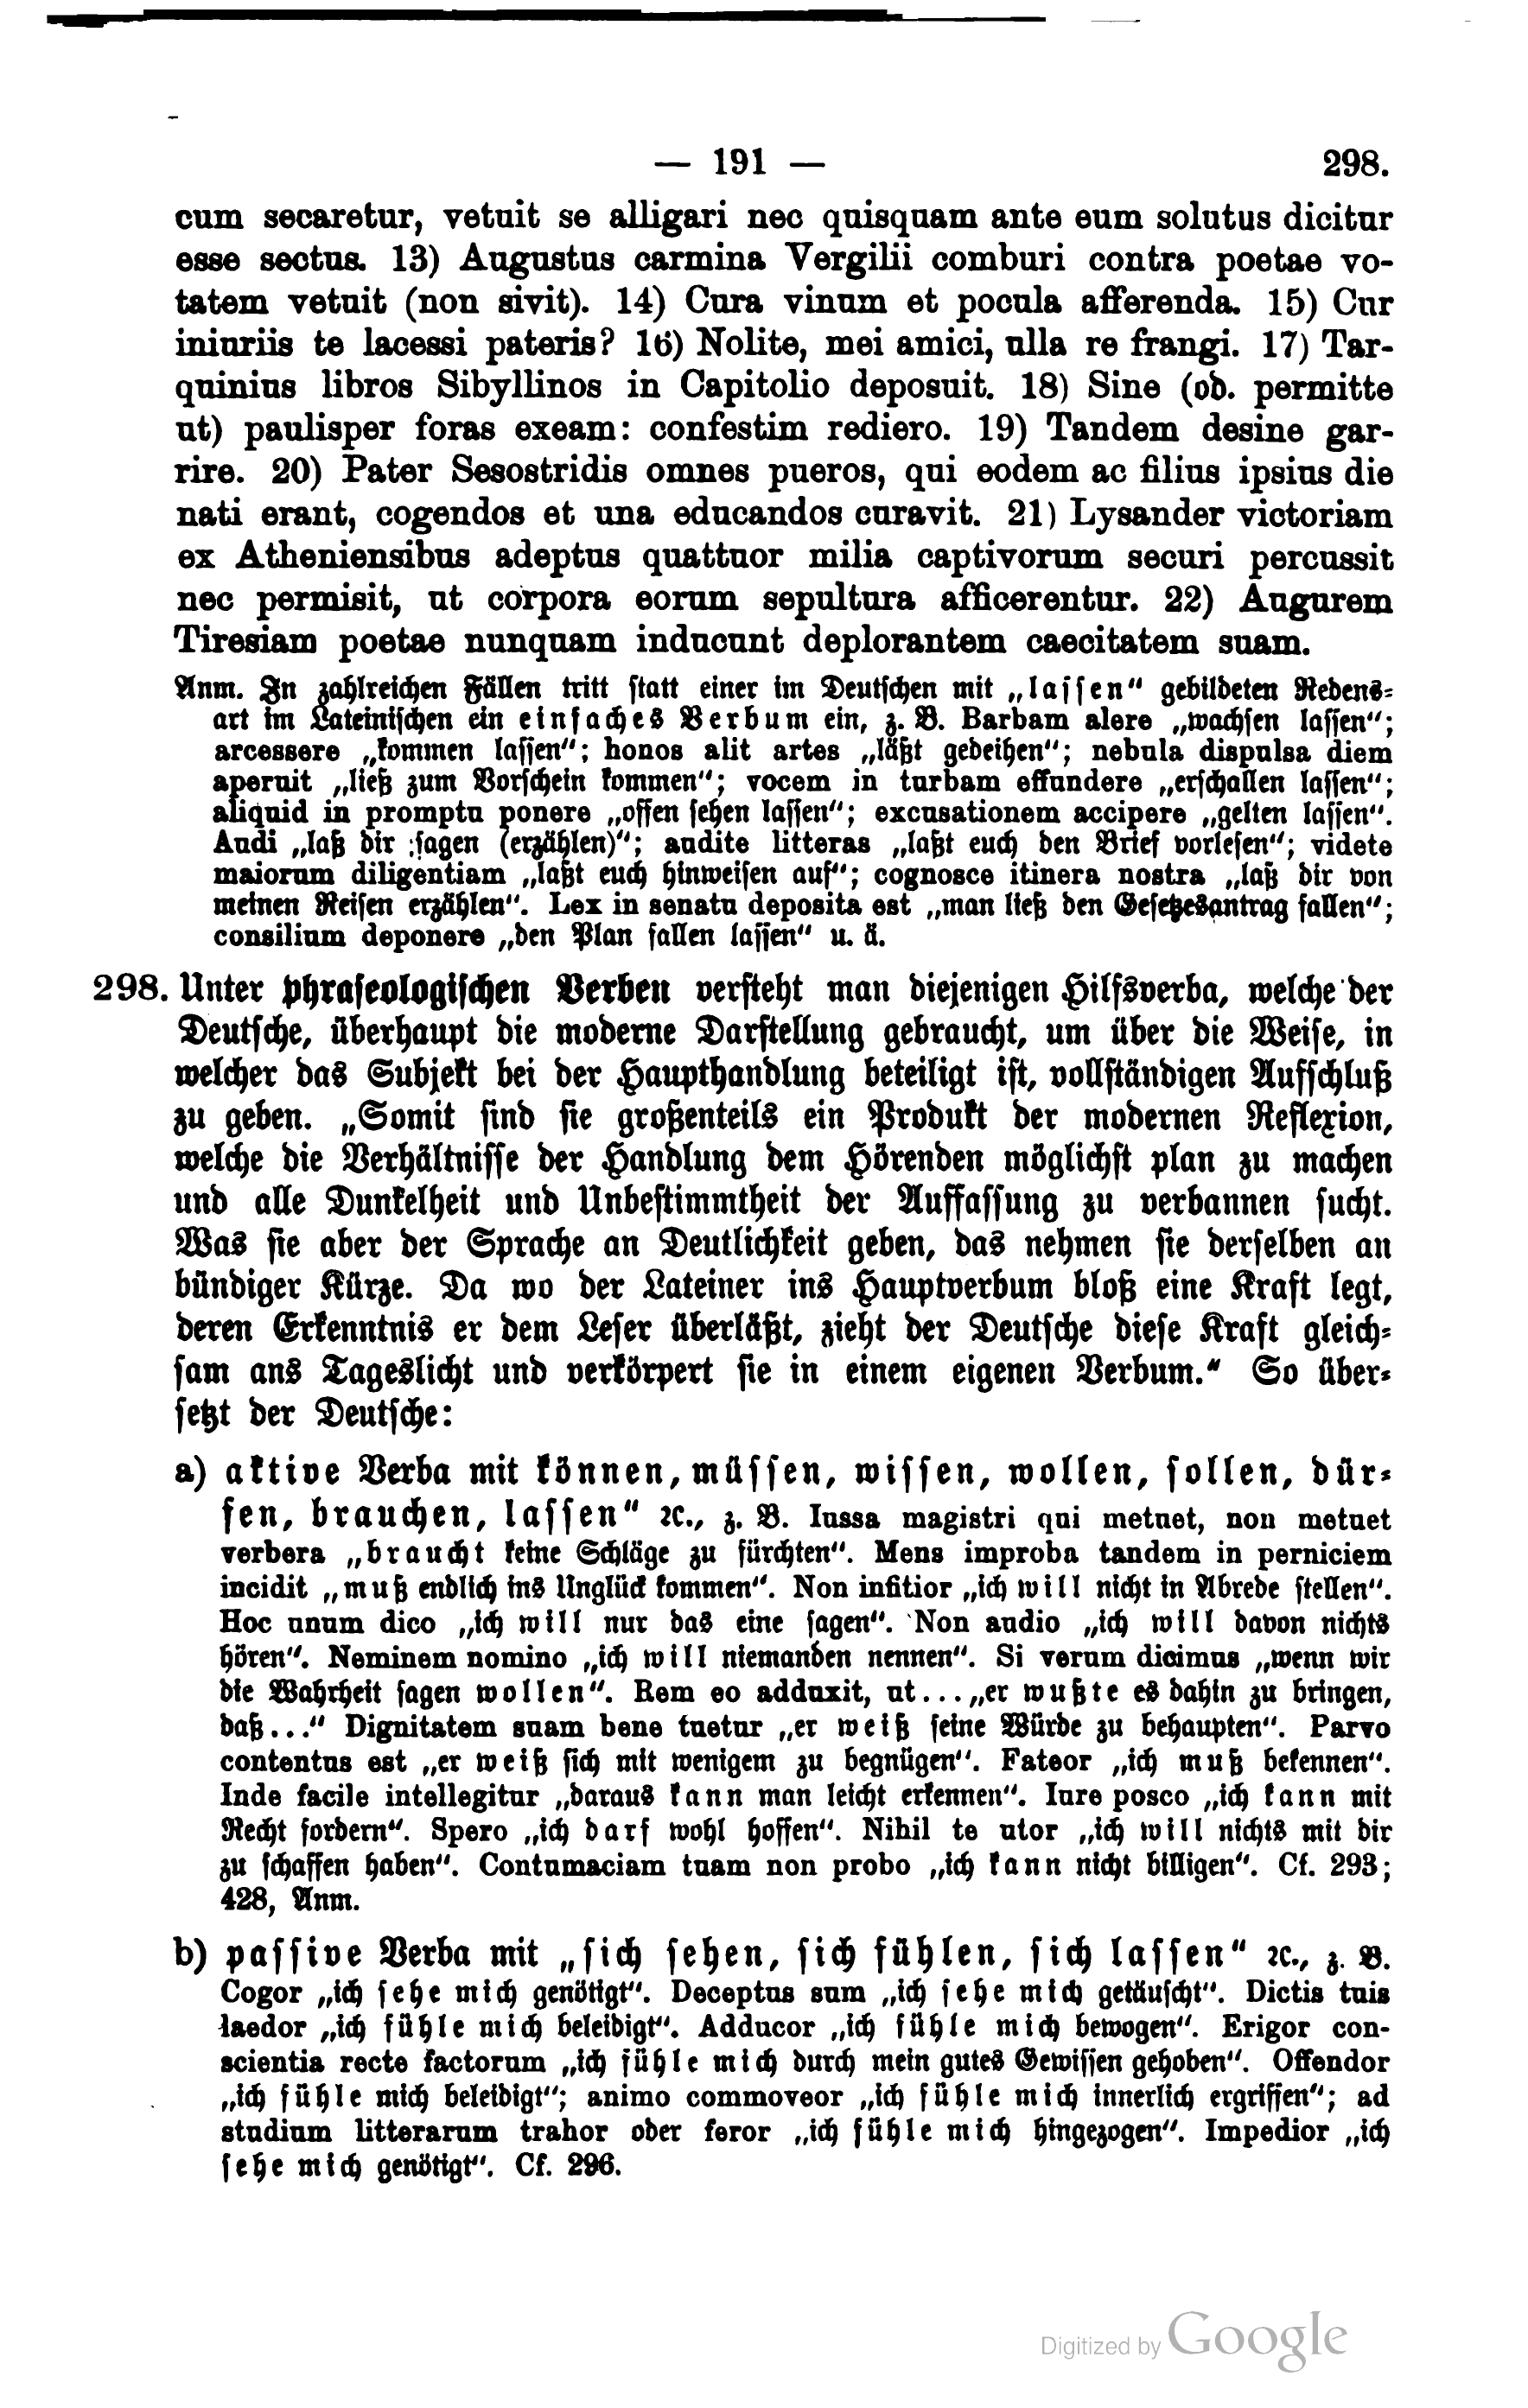 — 191 — 298.
cum secaretur, vetuit se alligari nec quisquam ante eum solutus dicitur
esse sectus. 13) Augustus carmina Vergilii comburi contra poetae vo-
tatem vetuit (non sivit). 14) Cura vinum et pocula afferenda. 15) Cur
iniuriis te lacessi pateris? 16) Nolite, mei amici, ulla re frangi. 17) Tar-
quinius libros Sibyllinos in Capitolio deposuit. 18) Sine (od. permitte
ut) paulisper foras exeam: confestim rediero. 19) Tandem desine gar-
rire. 20) Pater Sesostridis omnes pueros, qui eodem ac filius ipsius die
nati erant, cogendos et una educandos curavit. 21) Lysander victoriam
ex Atheniensibus adeptus quattuor milia captivorum securi percussit
nec permisit, ut corpora eorum sepultura afficerentur. 22) Augurem
Tiresiam poetae nunquam inducunt deplorantem caecitatem suam.
Anm. In zahlreichen Fällen tritt statt einer im Deutschen mit „lassen“ gebildeten Redens-
art im Lateinischen ein einfaches Verbum ein, z. B. Barbam alere „wachsen lassen“;
arcessere „kommen lassen“; honos alit artes „läßt gedeihen“; nebula dispulsa diem
aperuit „ließ zum Vorschein kommen“; vocem in turbam effundere „erschallen lassen“;
aliquid in promptu ponere „offen sehen lassen“; excusationem accipere „gelten lassen“.
Audi „laß dir sagen (erzählen)“; audite litteras „laßt euch den Brief vorlesen“; videte
maiorum diligentiam „laßt euch hinweisen auf“; cognosce itinera nostra „laß dir von
meinen Reisen erzählen“. Lex in senatu deposita est „man ließ den Gesetzesantrag fallen“;
consilium deponere „den Plan fallen lassen“ u. ä.
298. Unter phraseologischen Verben versteht man diejenigen Hilfsverba, welche der
Deutsche, überhaupt die moderne Darstellung gebraucht, um über die Weise, in
welcher das Subjekt bei der Haupthandlung beteiligt ist, vollständigen Aufschluß
zu geben. „Somit sind sie großenteils ein Produkt der modernen Reflexion,
welche die Verhältnisse der Handlung dem Hörenden möglichst plan zu machen
und alle Dunkelheit und Unbestimmtheit der Auffassung zu verbannen sucht.
Was sie aber der Sprache an Deutlichkeit geben, das nehmen sie derselben an
bündiger Kürze. Da wo der Lateiner ins Hauptverbum bloß eine Kraft legt,
deren Erkenntnis er dem Leser überläßt, zieht der Deutsche diese Kraft gleich-
sam ans Tageslicht und verkörpert sie in einem eigenen Verbum.“ So über-
setzt der Deutsche:
a) aktive Verba mit können, müssen, wissen, wollen, sollen, dür-
fen, brauchen, lassen“ ꝛc., z. B. Iussa magistri qui metuet, non metuet
verbera „braucht keine Schläge zu fürchten“. Mens improba tandem in perniciem
incidit „muß endlich ins Unglück kommen“. Non infitior „ich will nicht in Abrede stellen“.
Hoc unum dico „ich will nur das eine sagen“. Non audio „ich will davon nichts
hören“. Neminem nomino „ich will niemanden nennen“. Si verum dicimus „wenn wir
die Wahrheit sagen wollen“. Rem eo adduxit, ut... „er wußte es dahin zu bringen,
daß...“ Dignitatem suam bene tuetur „er weiß seine Würde zu behaupten“. Parvo
contentus est „er weiß sich mit wenigem zu begnügen“. Fateor „ich muß bekennen“.
Inde facile intellegitur „daraus kann man leicht erkennen“. Iure posco „ich kann mit
Recht fordern“. Spero „ich darf wohl hoffen“. Nihil te utor „ich will nichts mit dir
zu schaffen haben“. Contumaciam tuam non probo „ich kann nicht billigen“. Cf. 293;
428, Anm.
b) passive Verba mit „sich sehen, sich fühlen, sich lassen“ ꝛc., z. B.
Cogor „ich sehe mich genötigt“. Deceptus sum „ich sehe mich getäuscht“. Dictis tuis
laedor „ich fühle mich beleidigt“. Adducor „ich fühle mich bewogen“. Erigor con-
scientia recte factorum „ich fühle mich durch mein gutes Gewissen gehoben“. Offendor
„ich fühle mich beleidigt“; animo commoveor „ich fühle mich innerlich ergriffen“; ad
studium litterarum trahor oder feror „ich fühle mich hingezogen“. Impedior „ich
sehe mich genötigt“. Cf. 296.
Digitized by Google